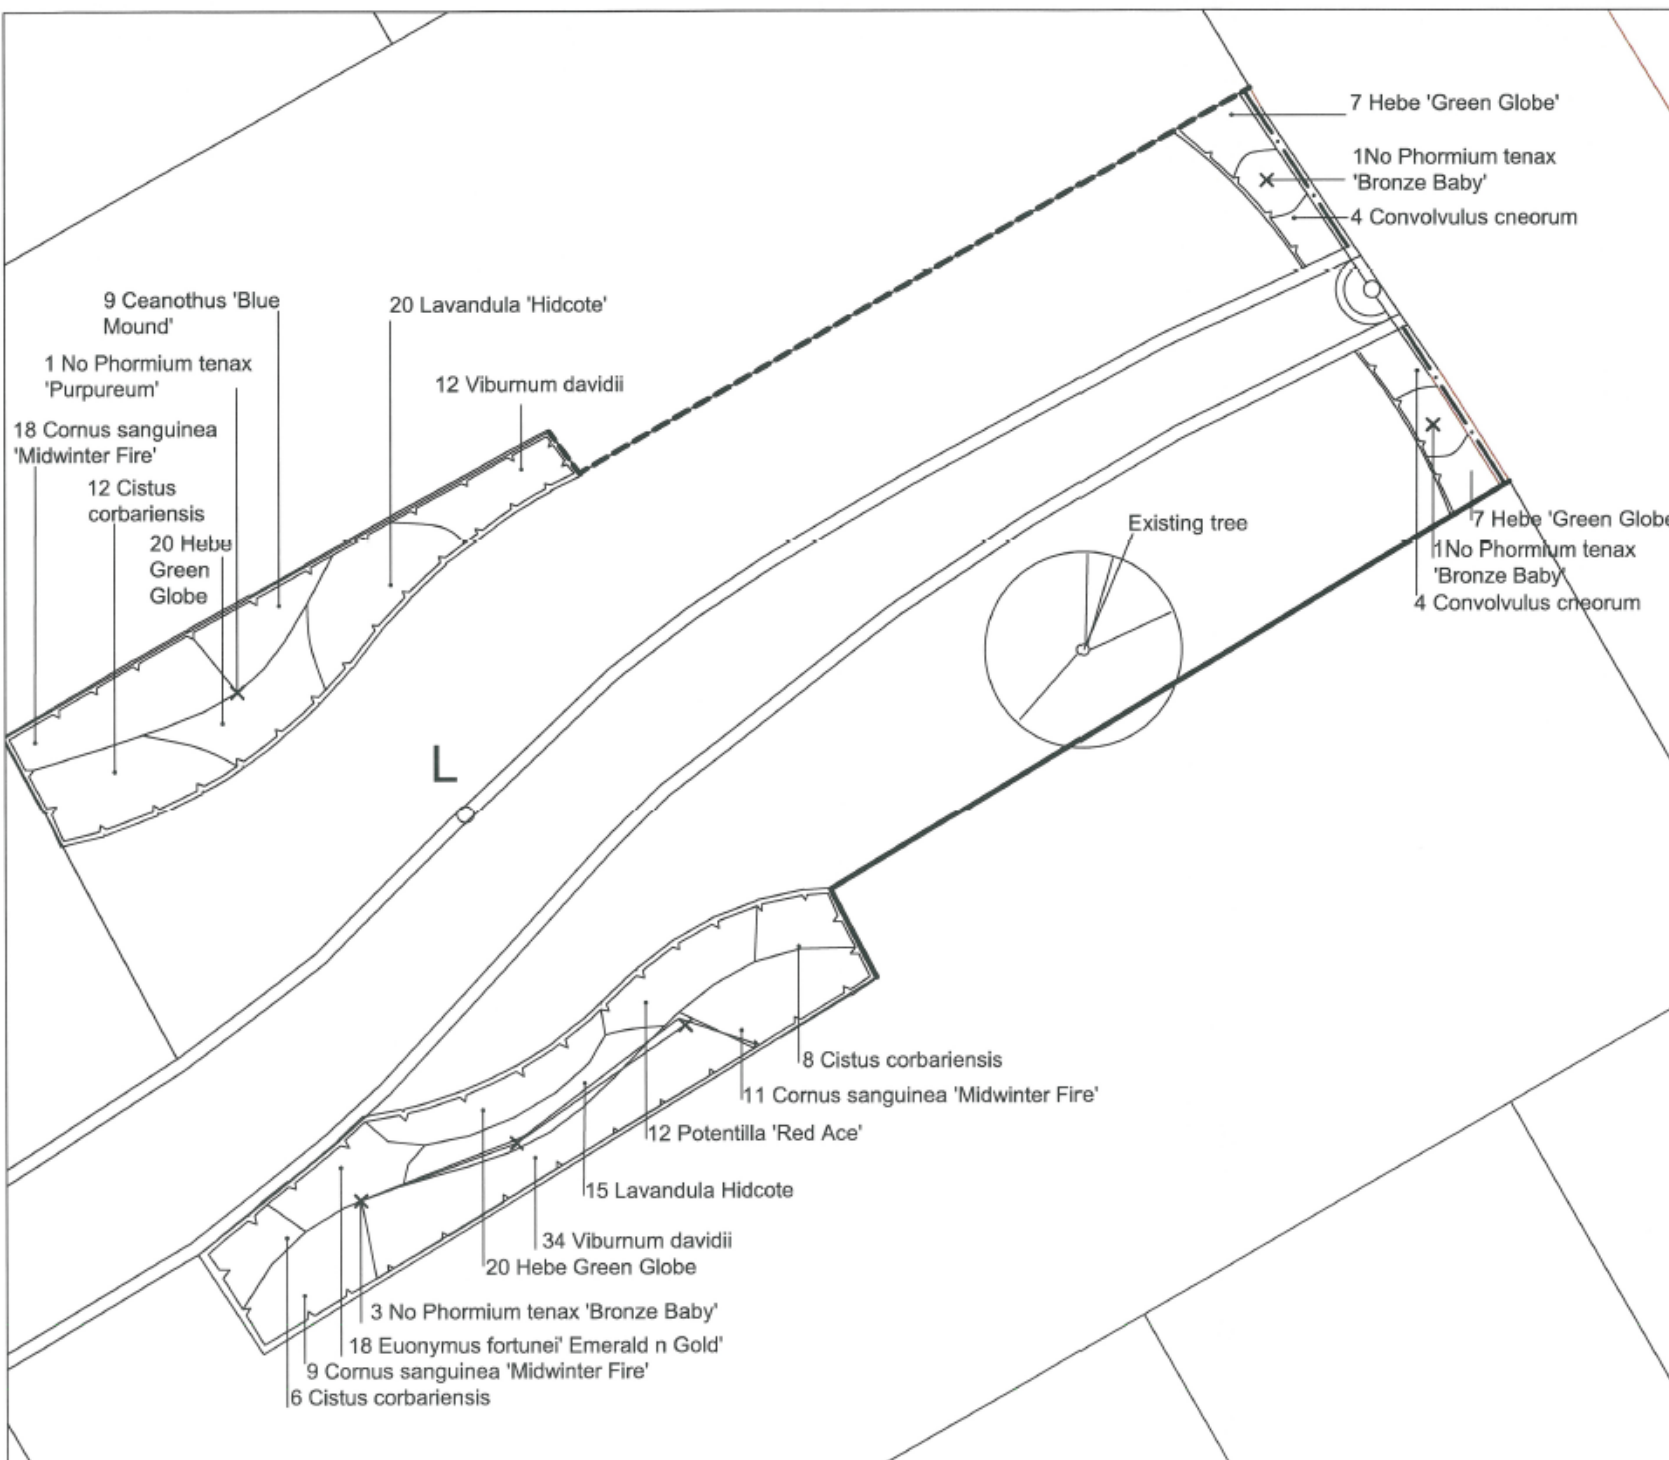 7 Hebe 'Green Globe'
1No Phormium tenax
'Bronze Baby'
4 Convolvulus cneorum
9 Ceanothus 'Blue
Mound'
20 Lavandula 'Hidcote'
1 No Phormium tenax
'Purpureum'
12 Viburnum davidii
18 Cornus sanguinea
'Midwinter Fire'
12 Cistus
corbariensis
20 Hebe
Green
Globe
Existing tree
7 Hebe 'Green Globe
1No Phormium tenax
'Bronze Baby'
4 Convolvulus cneorum
L
8 Cistus corbariensis
11 Cornus sanguinea 'Midwinter Fire'
12 Potentilla 'Red Ace'
15 Lavandula Hidcote
34 Viburnum davidii
20 Hebe Green Globe
3 No Phormium tenax 'Bronze Baby'
18 Euonymus fortunei' Emerald n Gold'
9 Cornus sanguinea 'Midwinter Fire'
6 Cistus corbariensis